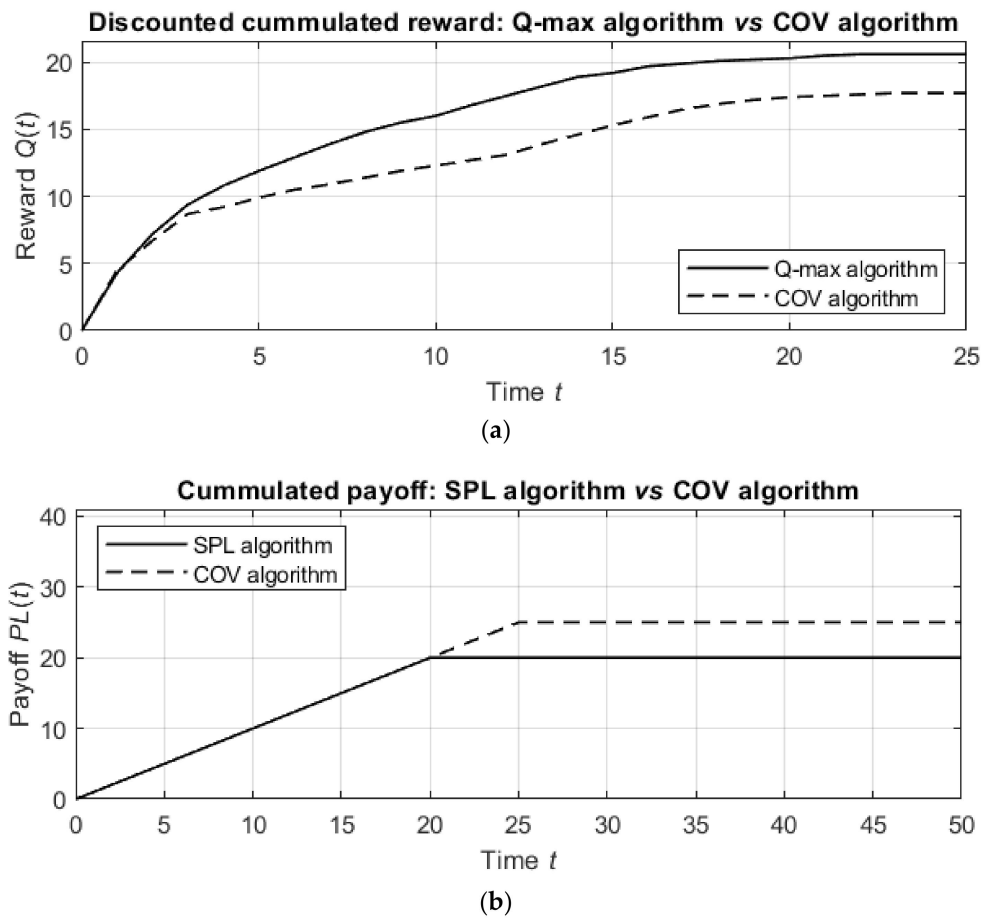 Discounted cummulated reward: Q-max algorithm vs COV algorithm
Reward Q(t)
20
15
10
5
0
Q-max algorithm
COV algorithm
0 5 10 15 20 25
Time t
(a)
Cummulated payoff: SPL algorithm vs COV algorithm
Payoff PL(t)
40
30
20
10
0
SPL algorithm
COV algorithm
0 5 10 15 20 25 30 35 40 45 50
Time t
(b)